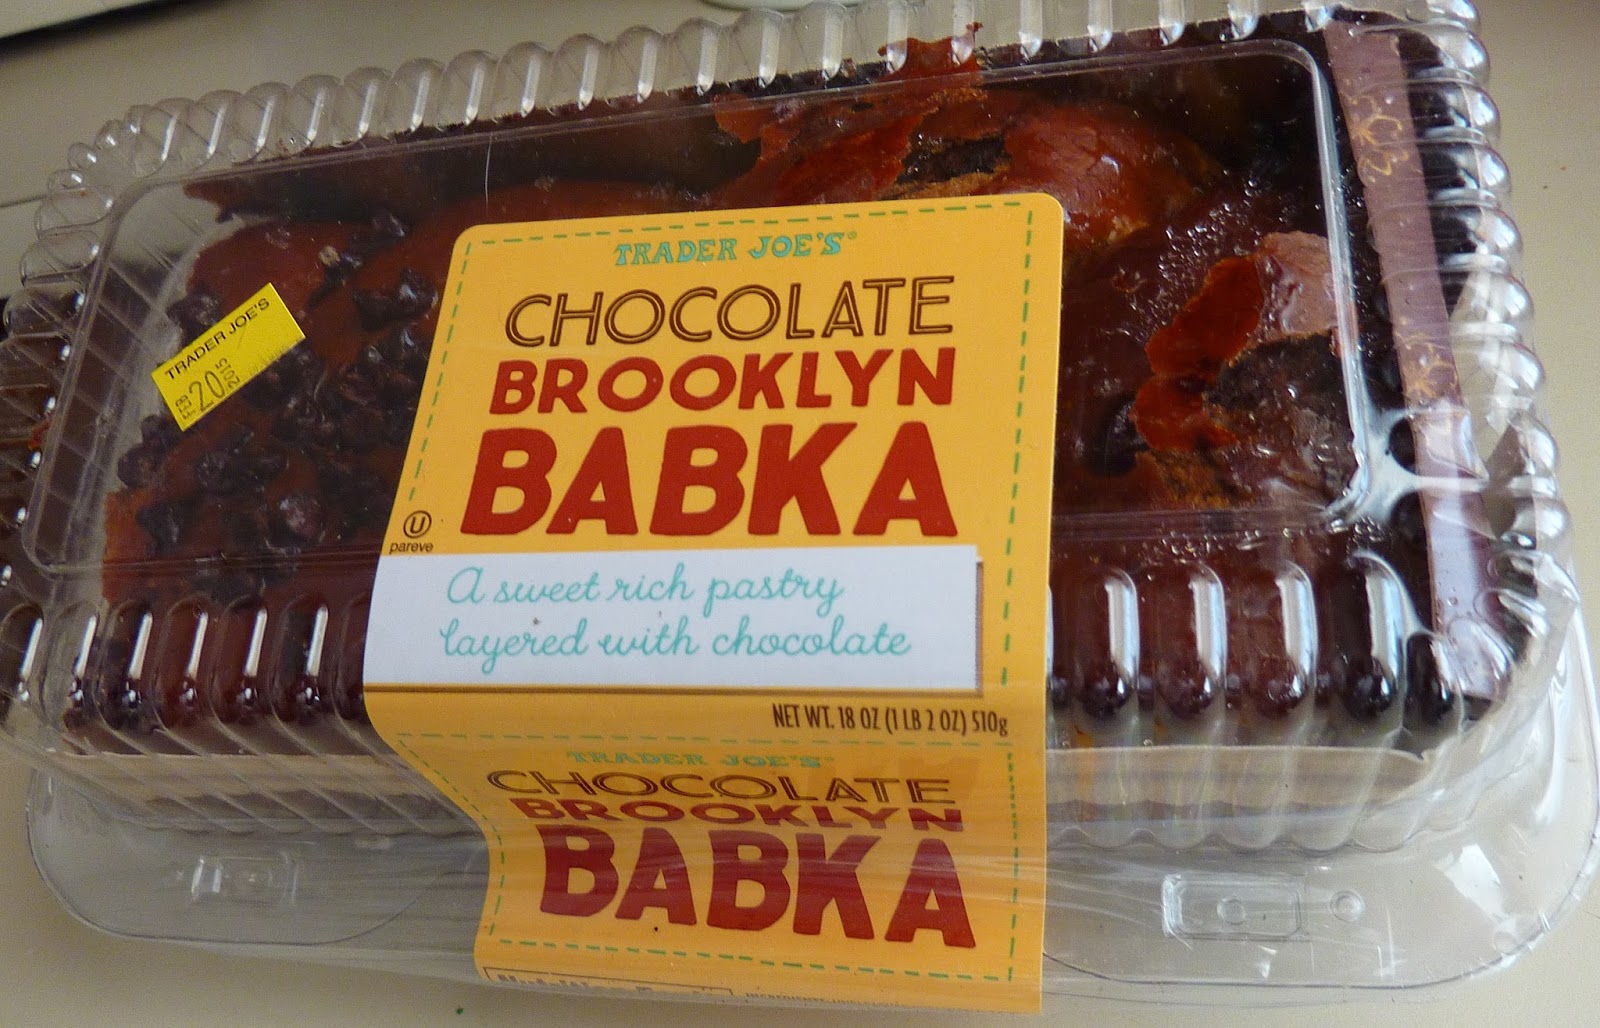 TRADER JOE'S
FEB 20 2015
TRADER JOE'S®
CHOCOLATE
BROOKLYN
BABKA
U
pareve
A sweet rich pastry
layered with chocolate
NET WT. 18 OZ (1 LB 2 OZ) 510g
TRADER JOE'S®
CHOCOLATE
BROOKLYN
BABKA